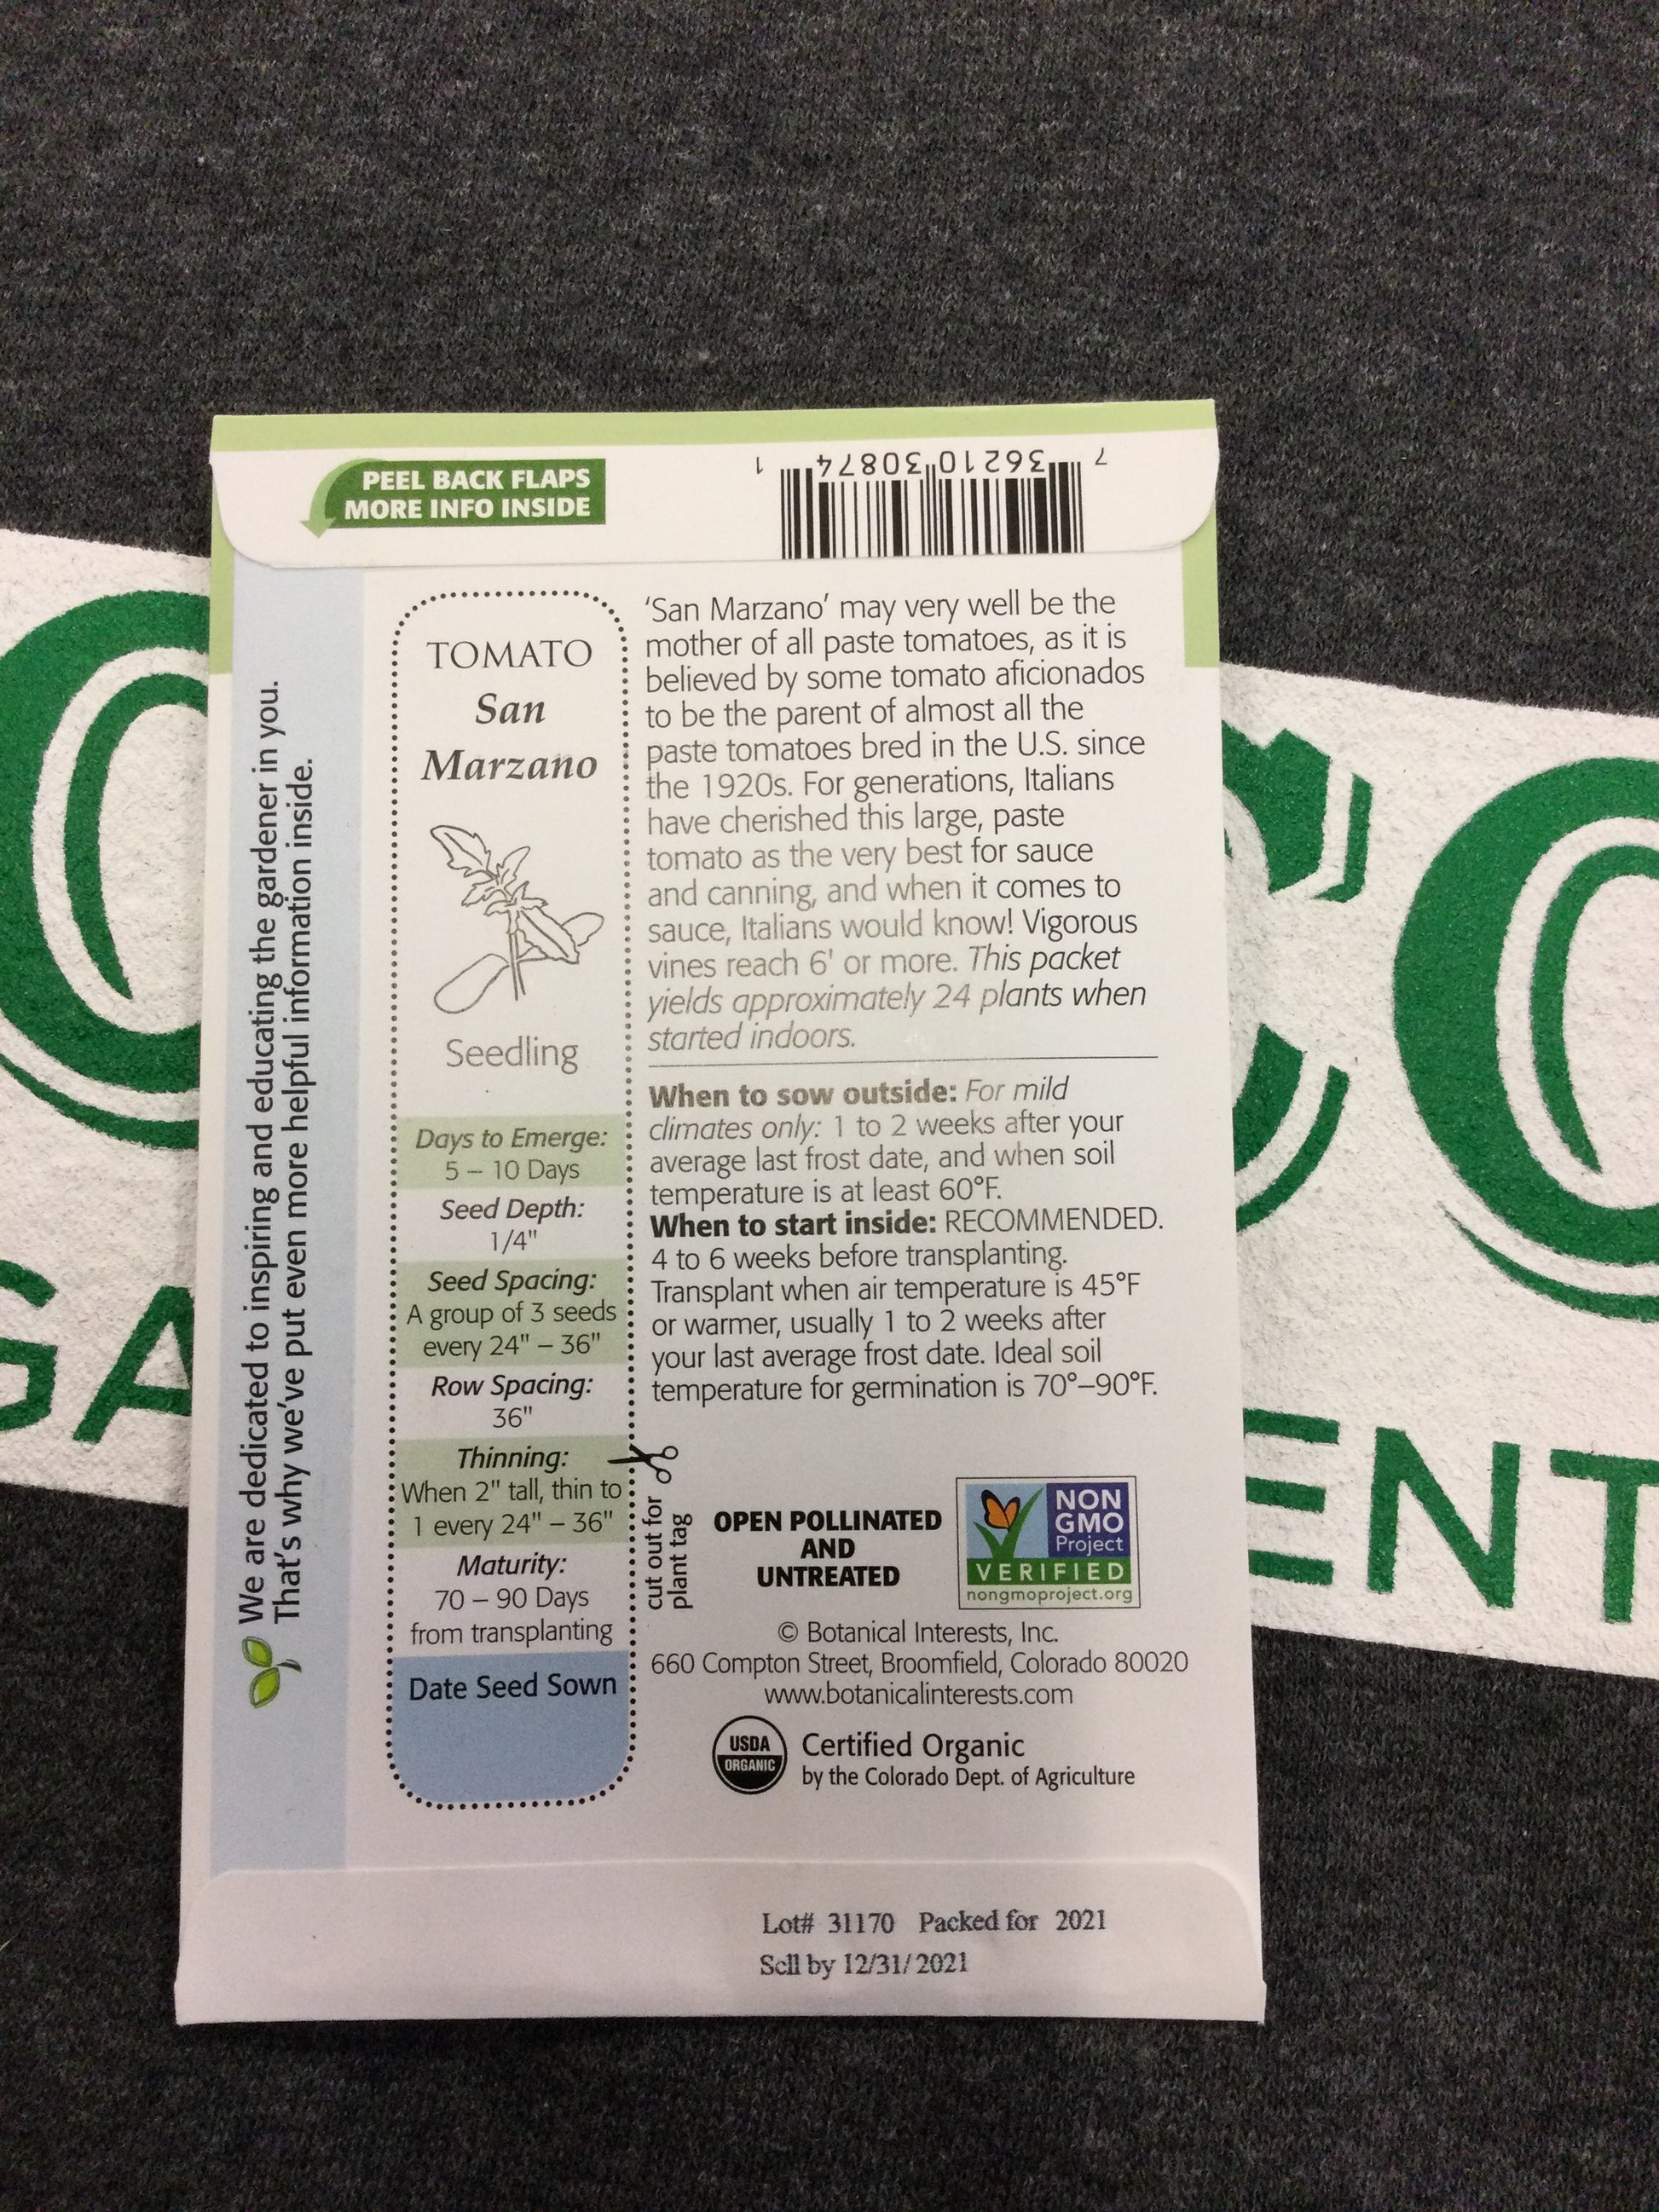 PEEL BACK FLAPS
MORE INFO INSIDE
7 36210 30874 1
We are dedicated to inspiring and educating the gardener in you.
That's why we've put even more helpful information inside.
TOMATO
San
Marzano
Seedling
Days to Emerge:
5 – 10 Days
Seed Depth:
1/4"
Seed Spacing:
A group of 3 seeds
every 24" – 36"
Row Spacing:
36"
Thinning:
When 2" tall, thin to
1 every 24" – 36"
Maturity:
70 – 90 Days
from transplanting
Date Seed Sown
cut out for
plant tag
'San Marzano' may very well be the
mother of all paste tomatoes, as it is
believed by some tomato aficionados
to be the parent of almost all the
paste tomatoes bred in the U.S. since
the 1920s. For generations, Italians
have cherished this large, paste
tomato as the very best for sauce
and canning, and when it comes to
sauce, Italians would know! Vigorous
vines reach 6' or more. This packet
yields approximately 24 plants when
started indoors.
When to sow outside: For mild
climates only: 1 to 2 weeks after your
average last frost date, and when soil
temperature is at least 60°F.
When to start inside: RECOMMENDED.
4 to 6 weeks before transplanting.
Transplant when air temperature is 45°F
or warmer, usually 1 to 2 weeks after
your last average frost date. Ideal soil
temperature for germination is 70°–90°F.
OPEN POLLINATED
AND
UNTREATED
NON
GMO
Project
VERIFIED
nongmoproject.org
© Botanical Interests, Inc.
660 Compton Street, Broomfield, Colorado 80020
www.botanicalinterests.com
USDA
ORGANIC
Certified Organic
by the Colorado Dept. of Agriculture
Lot# 31170 Packed for 2021
Sell by 12/31/2021
GA
ENT